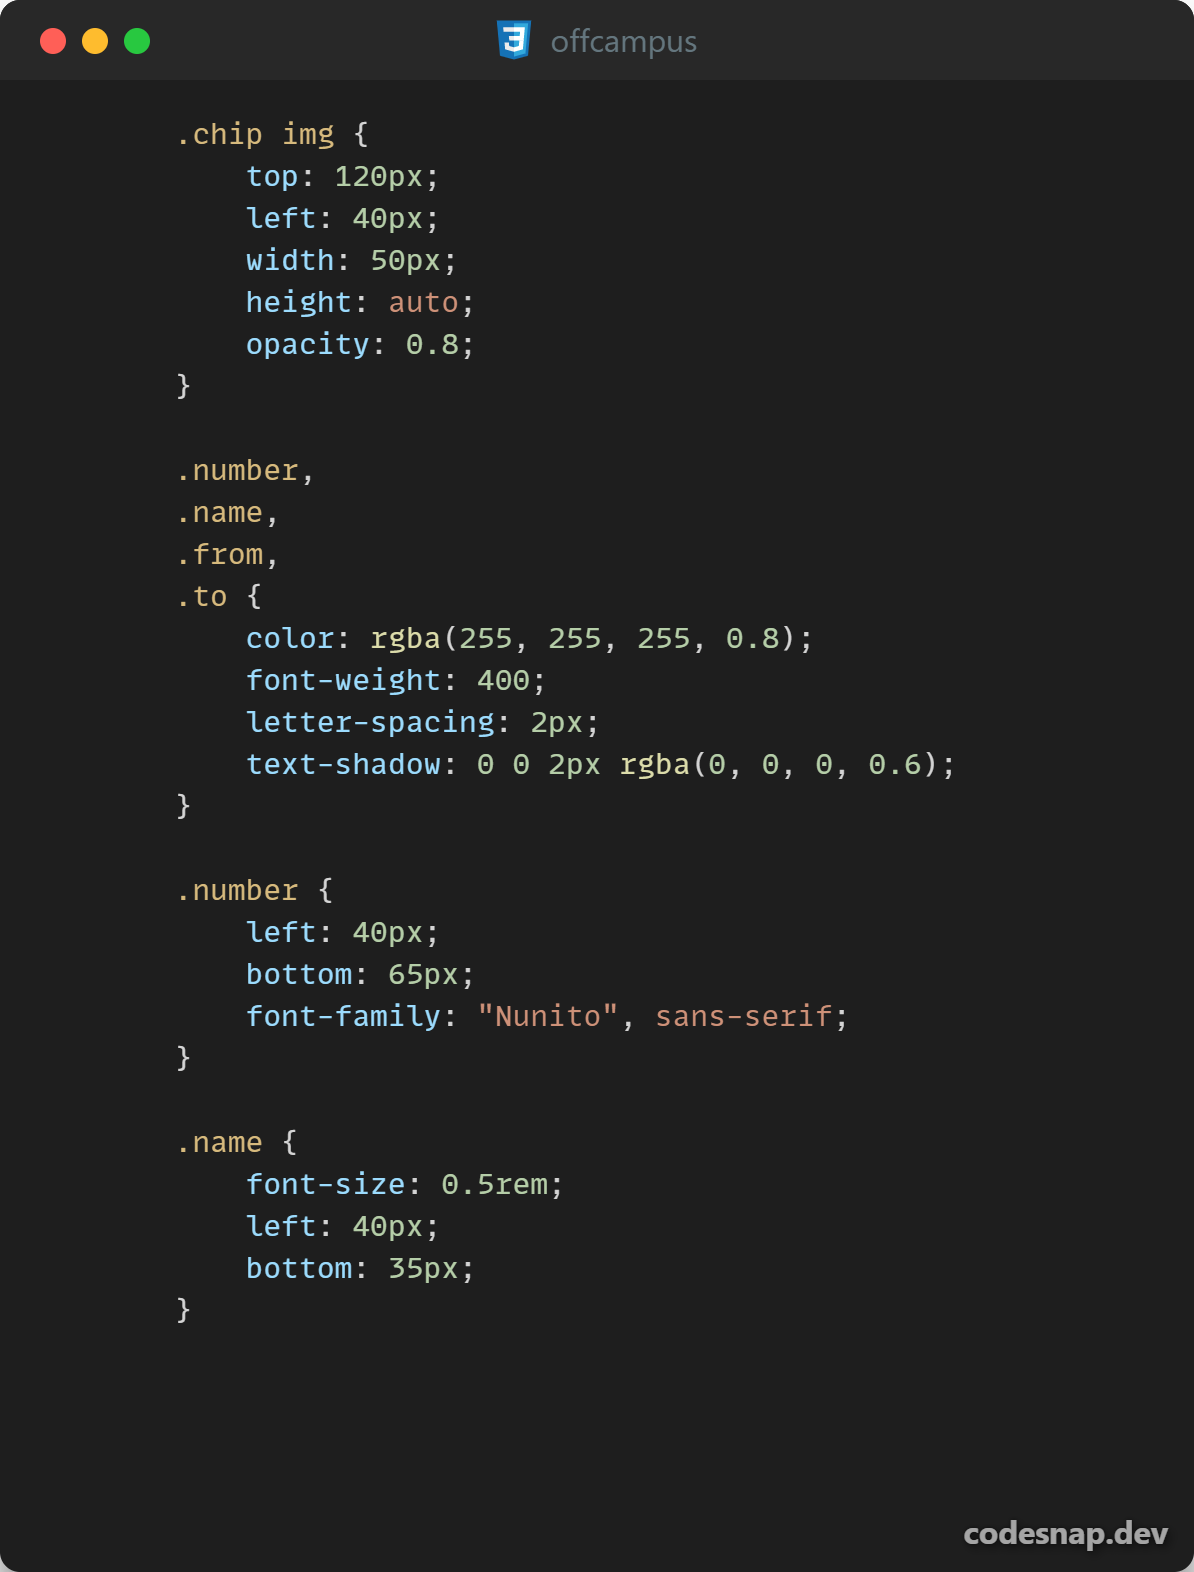 offcampus
.chip img {
    top: 120px;
    left: 40px;
    width: 50px;
    height: auto;
    opacity: 0.8;
}

.number,
.name,
.from,
.to {
    color: rgba(255, 255, 255, 0.8);
    font-weight: 400;
    letter-spacing: 2px;
    text-shadow: 0 0 2px rgba(0, 0, 0, 0.6);
}

.number {
    left: 40px;
    bottom: 65px;
    font-family: "Nunito", sans-serif;
}

.name {
    font-size: 0.5rem;
    left: 40px;
    bottom: 35px;
}
codesnap.dev